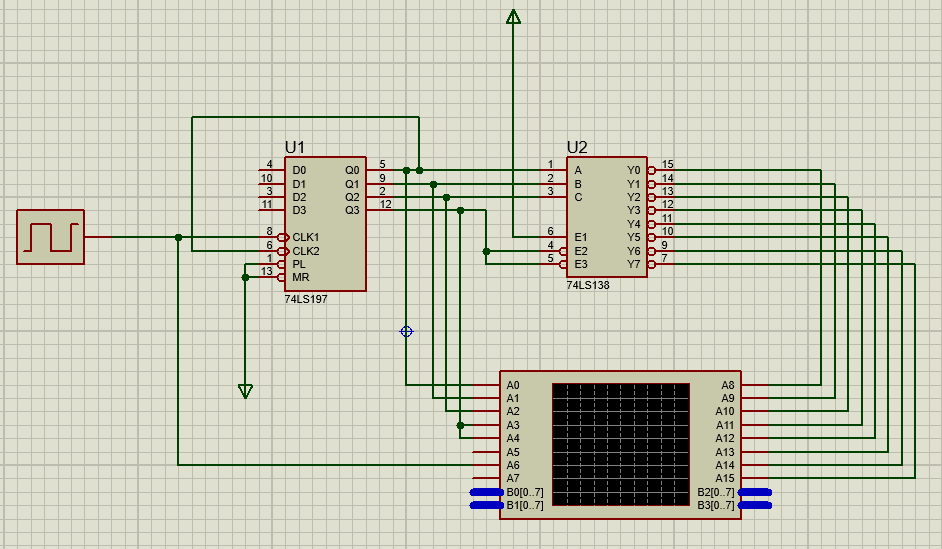 U1
4 D0 Q0 5
10 D1 Q1 9
3 D2 Q2 2
11 D3 Q3 12
8 CLK1
6 CLK2
1 PL
13 MR
74LS197
U2
1 A Y0 15
2 B Y1 14
3 C Y2 13
Y3 12
Y4 11
6 E1 Y5 10
4 E2 Y6 9
5 E3 Y7 7
74LS138
A0 A8
A1 A9
A2 A10
A3 A11
A4 A12
A5 A13
A6 A14
A7 A15
B0[0..7] B2[0..7]
B1[0..7] B3[0..7]